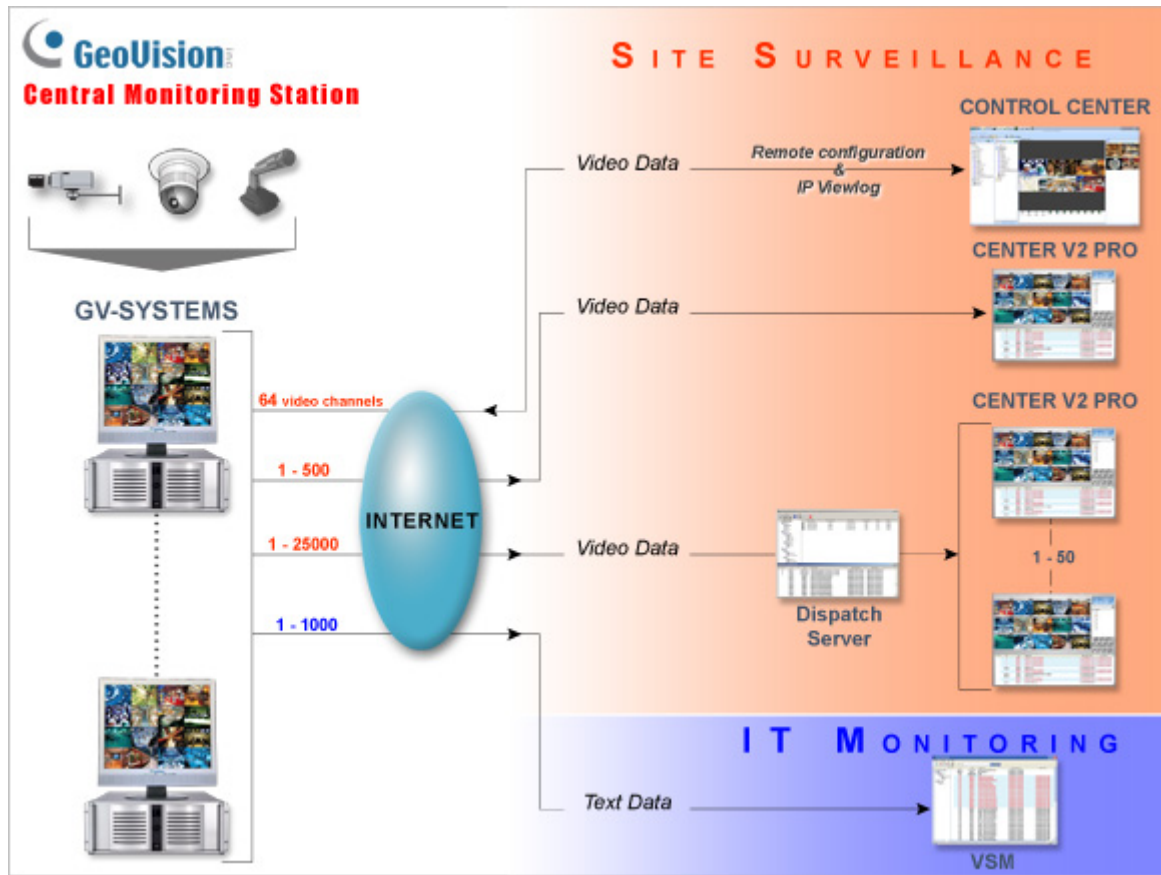 GeoVision Inc
Central Monitoring Station
SITE SURVEILLANCE
CONTROL CENTER
Video Data
Remote configuration
&
IP Viewlog
CENTER V2 PRO
GV-SYSTEMS
Video Data
64 video channels
CENTER V2 PRO
1 - 500
INTERNET
1 - 25000
Video Data
1 - 50
Dispatch
Server
1 - 1000
IT MONITORING
Text Data
VSM